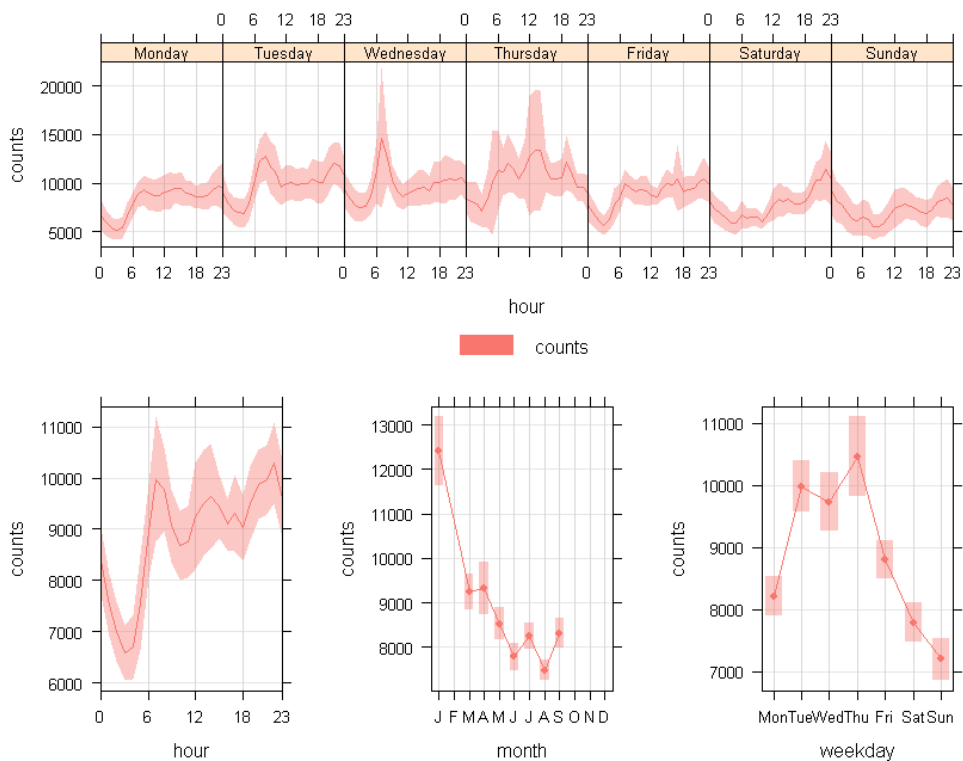 0 6 12 18 23 0 6 12 18 23 0 6 12 18 23
Monday Tuesday Wednesday Thursday Friday Saturday Sunday
20000
15000
10000
5000
counts
0 6 12 18 23 0 6 12 18 23 0 6 12 18 23 0 6 12 18 23
hour
counts
11000
10000
9000
8000
7000
6000
counts
0 6 12 18 23
hour
13000
12000
11000
10000
9000
8000
counts
J F M A M J J A S O N D
month
11000
10000
9000
8000
7000
counts
Mon Tue Wed Thu Fri Sat Sun
weekday